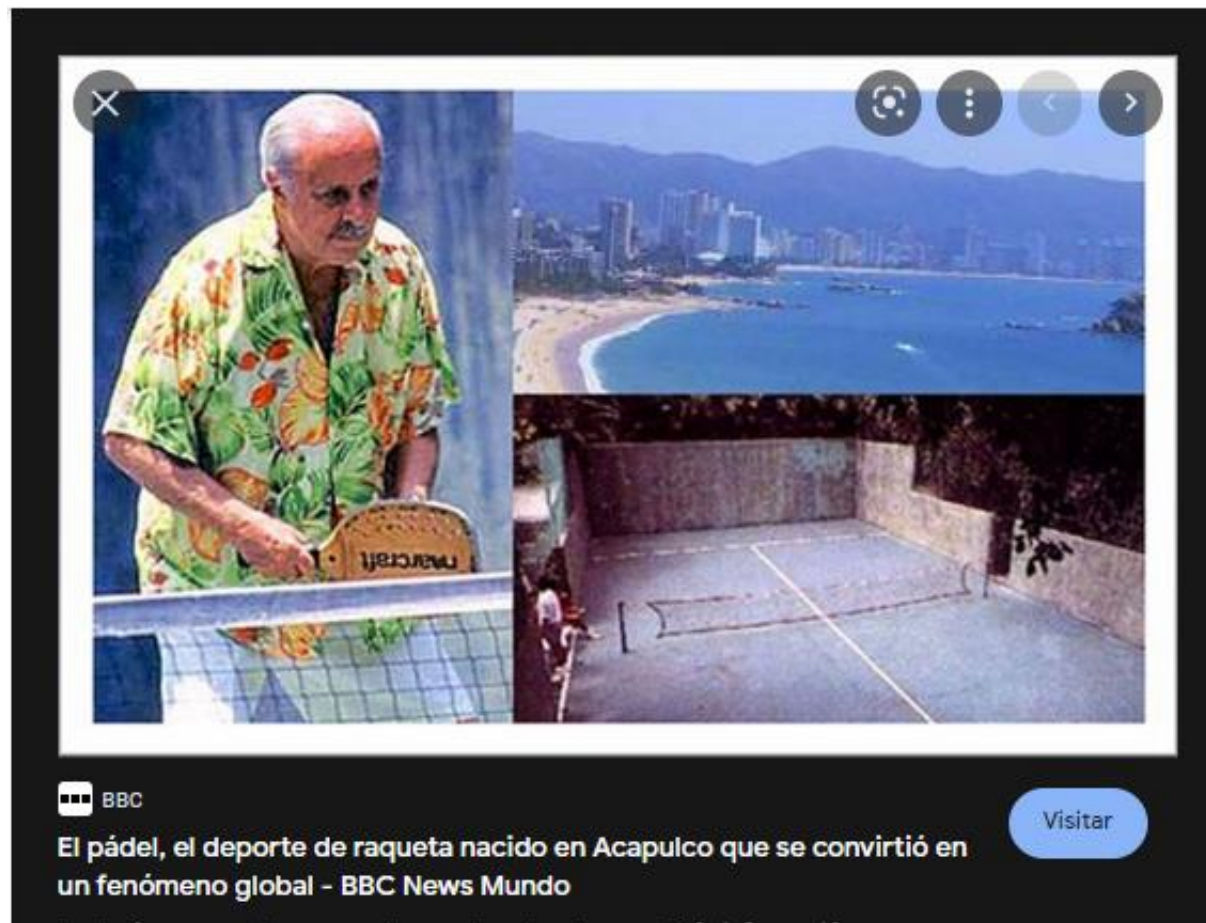 marcraft
BBC
Visitar
El pádel, el deporte de raqueta nacido en Acapulco que se convirtió en
un fenómeno global - BBC News Mundo